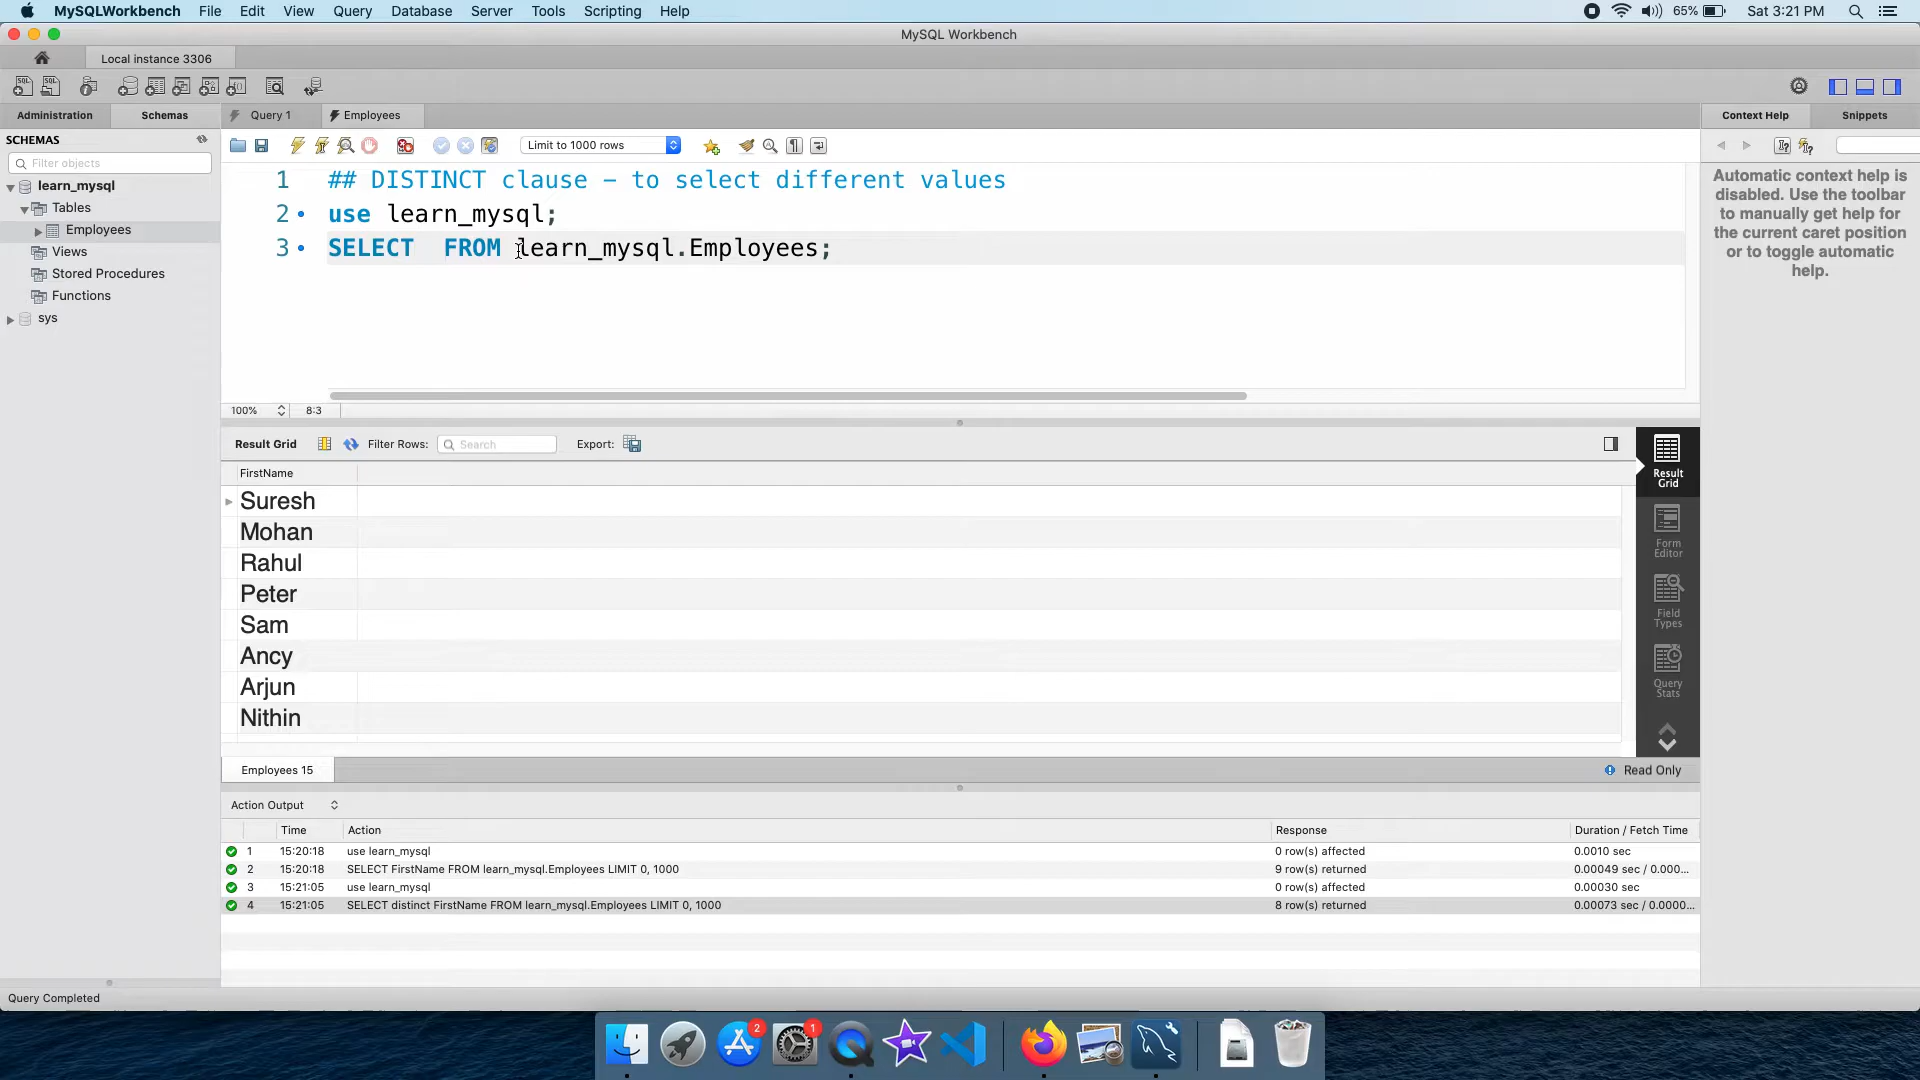 MySQLWorkbench File Edit View Query Database Server Tools Scripting Help 65% Sat 3:21 PM
MySQL Workbench
Local instance 3306
Administration Schemas Query 1 Employees Context Help Snippets
SCHEMAS
Filter objects
Limit to 1000 rows
learn_mysql
Tables
Employees
Views
Stored Procedures
Functions
sys
1 ## DISTINCT clause – to select different values
2 use learn_mysql;
3 SELECT  FROM learn_mysql.Employees;
Automatic context help is
disabled. Use the toolbar
to manually get help for
the current caret position
or to toggle automatic
help.
100% 8:3
Result Grid Filter Rows: Search Export:
FirstName
Suresh
Mohan
Rahul
Peter
Sam
Ancy
Arjun
Nithin
Result
Grid
Form
Editor
Field
Types
Query
Stats
Employees 15 Read Only
Action Output
Time Action Response Duration / Fetch Time
1 15:20:18 use learn_mysql 0 row(s) affected 0.0010 sec
2 15:20:18 SELECT FirstName FROM learn_mysql.Employees LIMIT 0, 1000 9 row(s) returned 0.00049 sec / 0.000...
3 15:21:05 use learn_mysql 0 row(s) affected 0.00030 sec
4 15:21:05 SELECT distinct FirstName FROM learn_mysql.Employees LIMIT 0, 1000 8 row(s) returned 0.00073 sec / 0.0000...
Query Completed
2 1